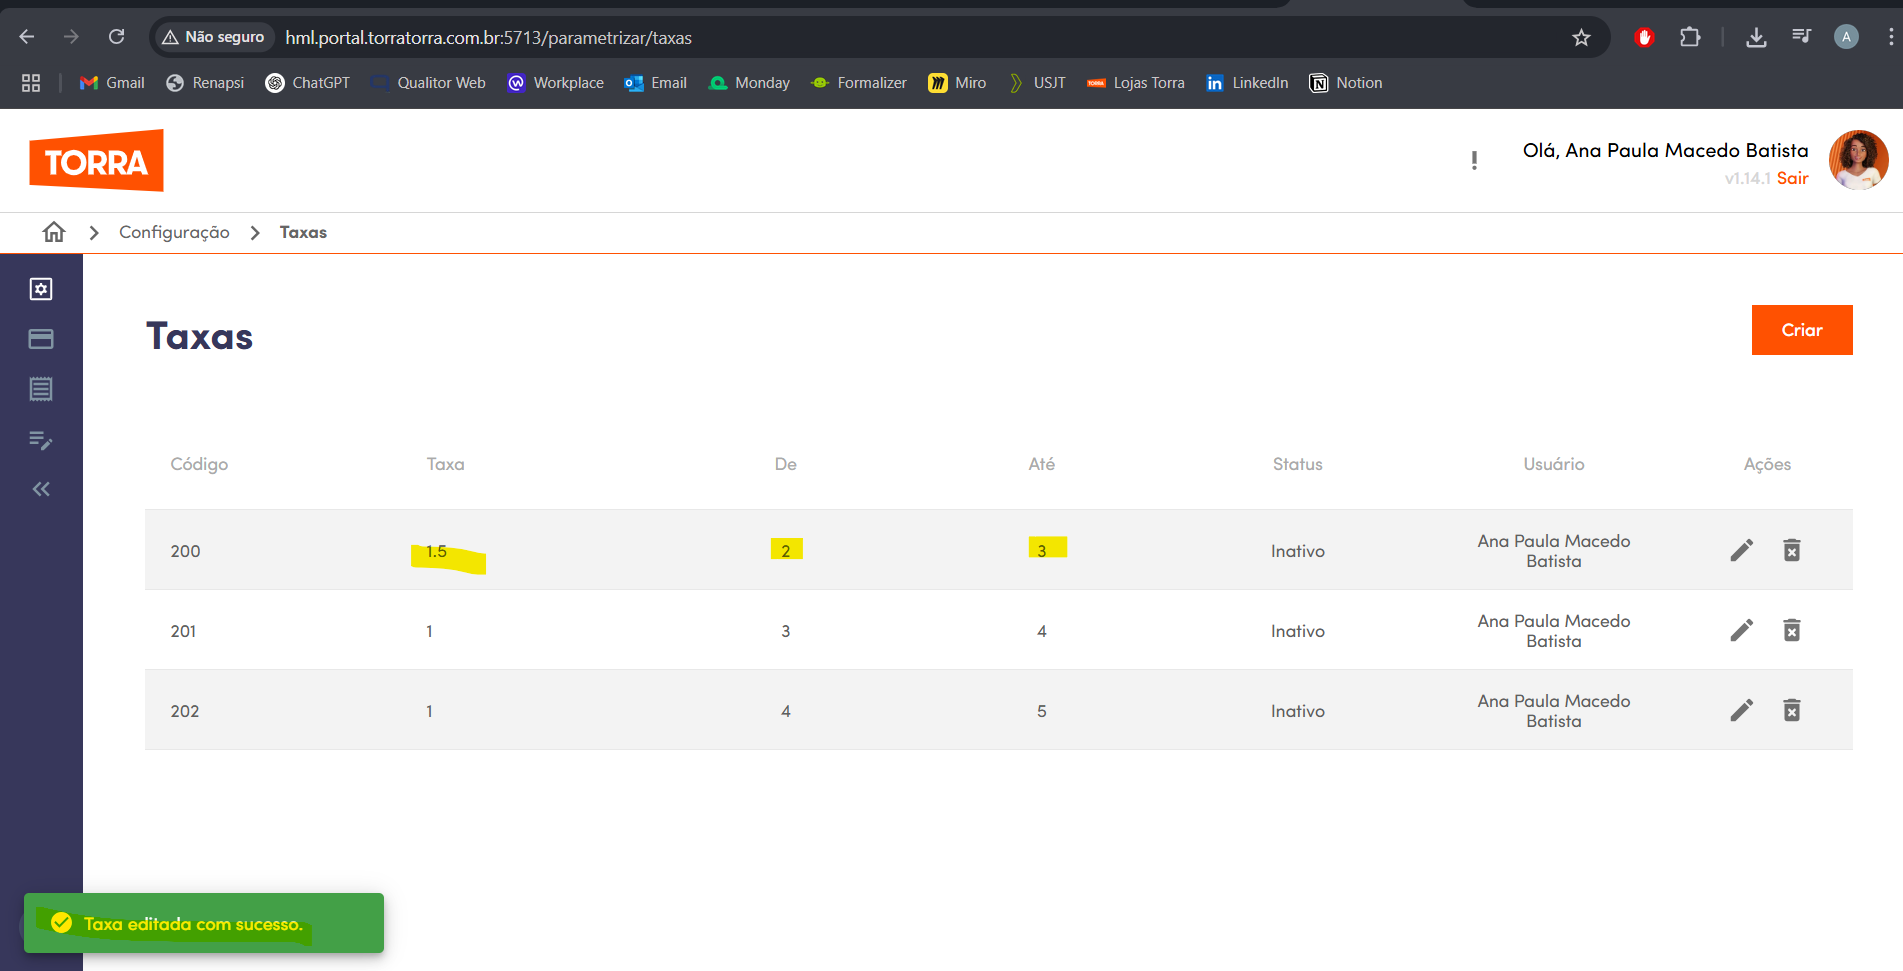 Não seguro
hml.portal.torratorra.com.br:5713/parametrizar/taxas
A
Gmail Renapsi ChatGPT Qualitor Web Workplace Email Monday Formalizer Miro USJT Lojas Torra LinkedIn Notion
TORRA
Olá, Ana Paula Macedo Batista
v1.14.1 Sair
Configuração Taxas
Taxas
Criar
Código Taxa De Até Status Usuário Ações
200 1.5 2 3 Inativo Ana Paula Macedo
Batista
201 1 3 4 Inativo Ana Paula Macedo
Batista
202 1 4 5 Inativo Ana Paula Macedo
Batista
Taxa editada com sucesso.